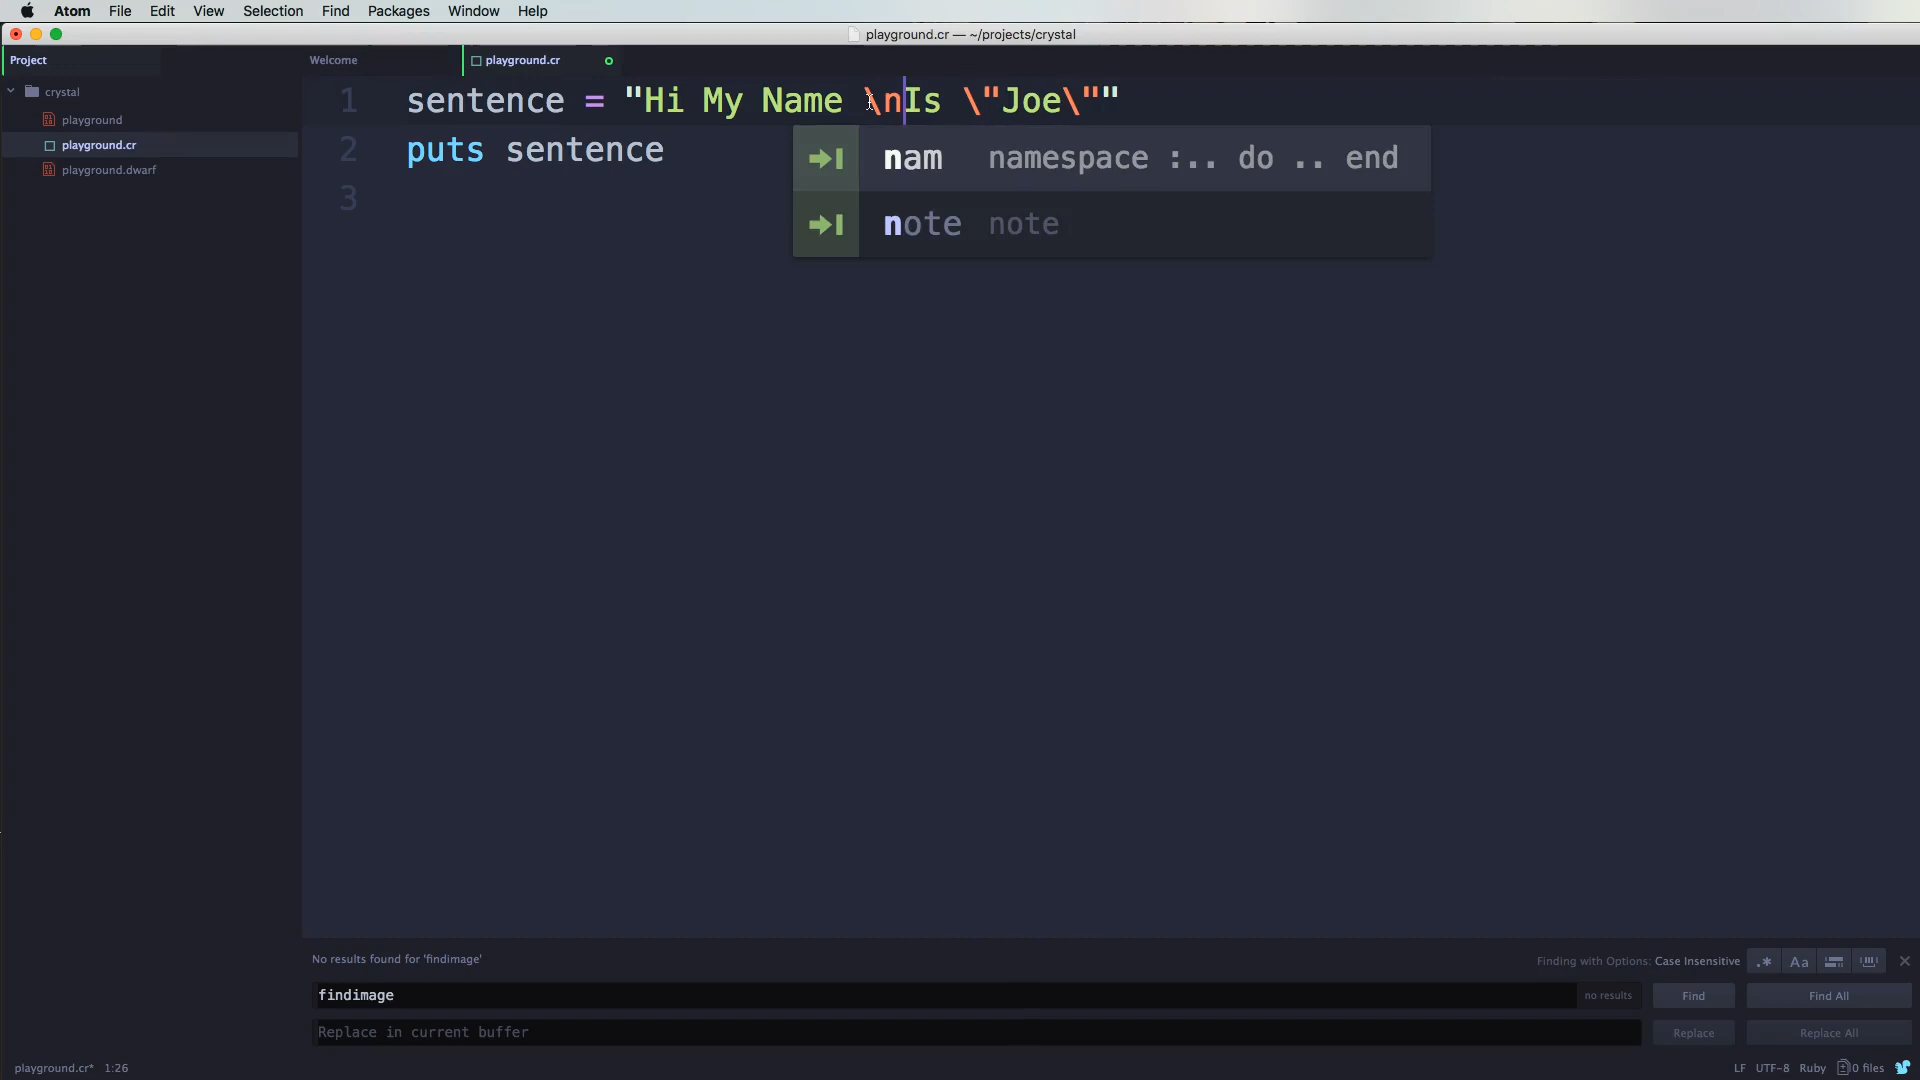 Atom File Edit View Selection Find Packages Window Help
playground.cr — ~/projects/crystal
Project
Welcome
playground.cr
crystal
playground
playground.cr
playground.dwarf
1 sentence = "Hi My Name \nIs \"Joe\""
2 puts sentence
3
nam namespace :.. do .. end
note note
No results found for 'findimage'
Finding with Options: Case Insensitive
.* Aa
findimage
no results
Find
Find All
Replace in current buffer
Replace
Replace All
playground.cr* 1:26
LF UTF-8 Ruby 0 files